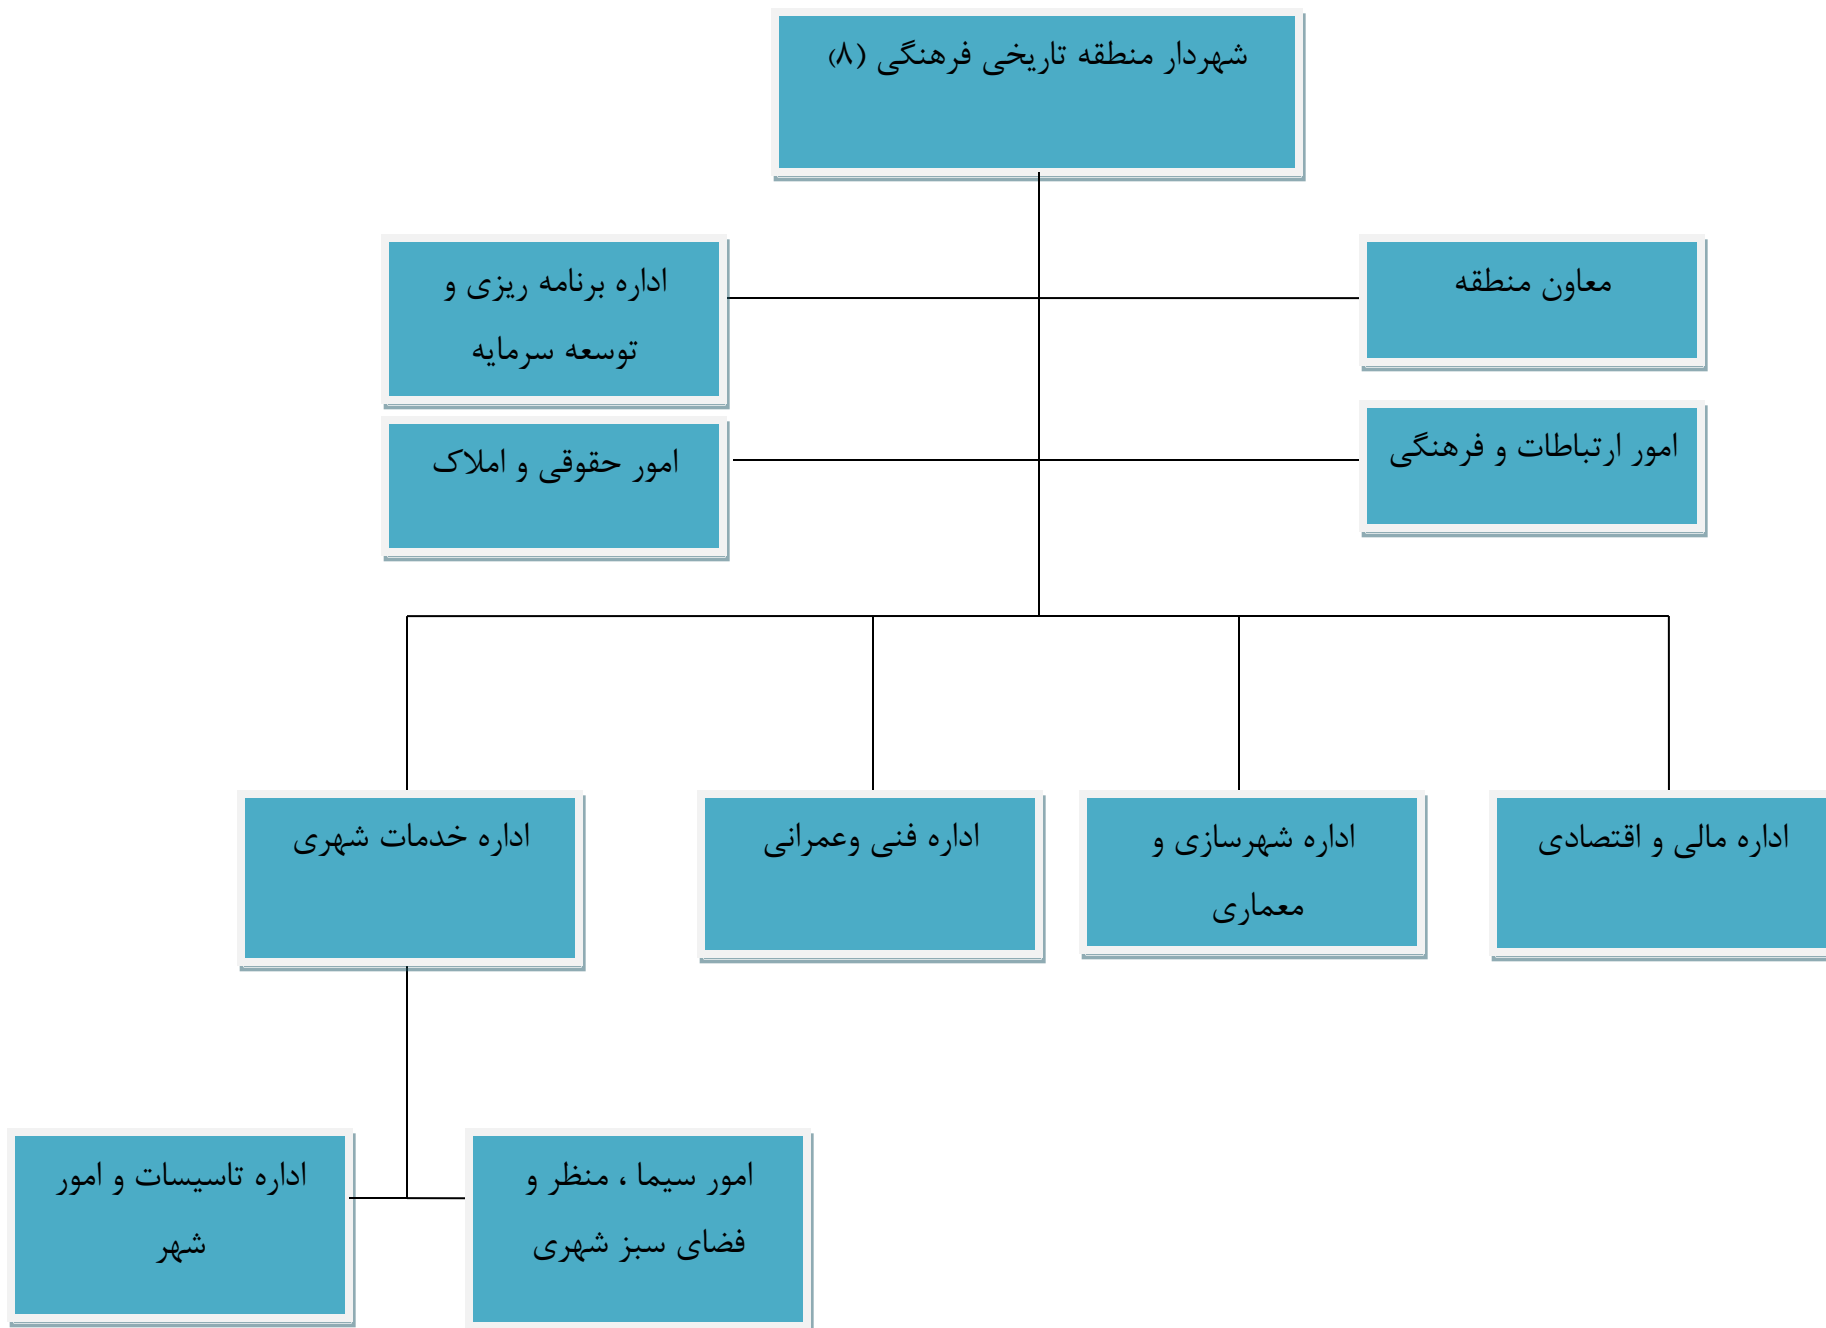 شهردار منطقه تاریخی فرهنگی (۸)
معاون منطقه
اداره برنامه ریزی و
توسعه سرمایه
امور ارتباطات و فرهنگی
امور حقوقی و املاک
اداره مالی و اقتصادی
اداره شهرسازی و
معماری
اداره فنی وعمرانی
اداره خدمات شهری
امور سیما ، منظر و
فضای سبز شهری
اداره تاسیسات و امور
شهر